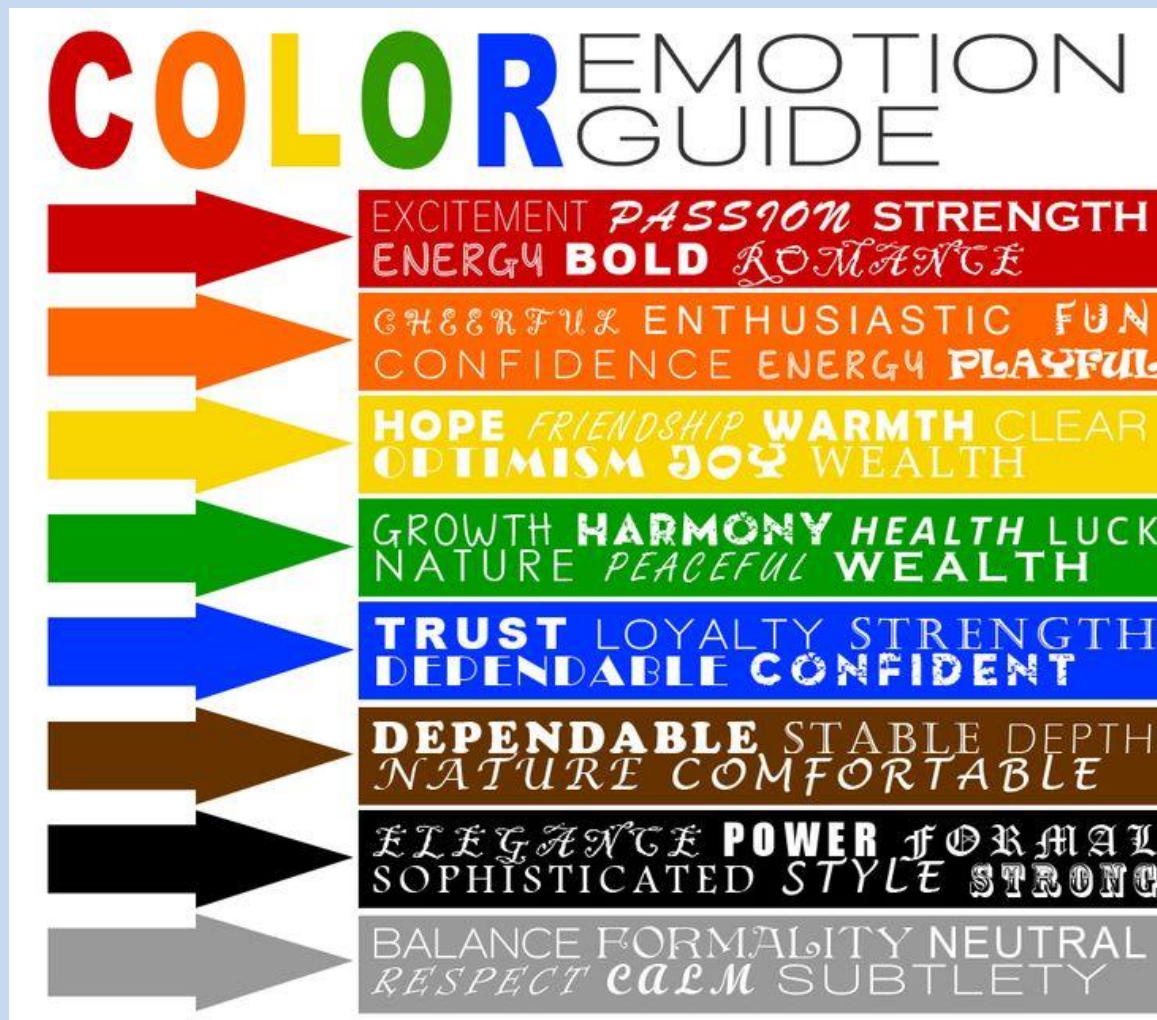 COLOR EMOTION
GUIDE
EXCITEMENT PASSION STRENGTH
ENERGY BOLD ROMANCE
CHEERFUL ENTHUSIASTIC FUN
CONFIDENCE ENERGY PLAYFUL
HOPE FRIENDSHIP WARMTH CLEAR
OPTIMISM JOY WEALTH
GROWTH HARMONY HEALTH LUCK
NATURE PEACEFUL WEALTH
TRUST LOYALTY STRENGTH
DEPENDABLE CONFIDENT
DEPENDABLE STABLE DEPTH
NATURE COMFORTABLE
ELEGANCE POWER FORMAL
SOPHISTICATED STYLE STRONG
BALANCE FORMALITY NEUTRAL
RESPECT CALM SUBTLETY